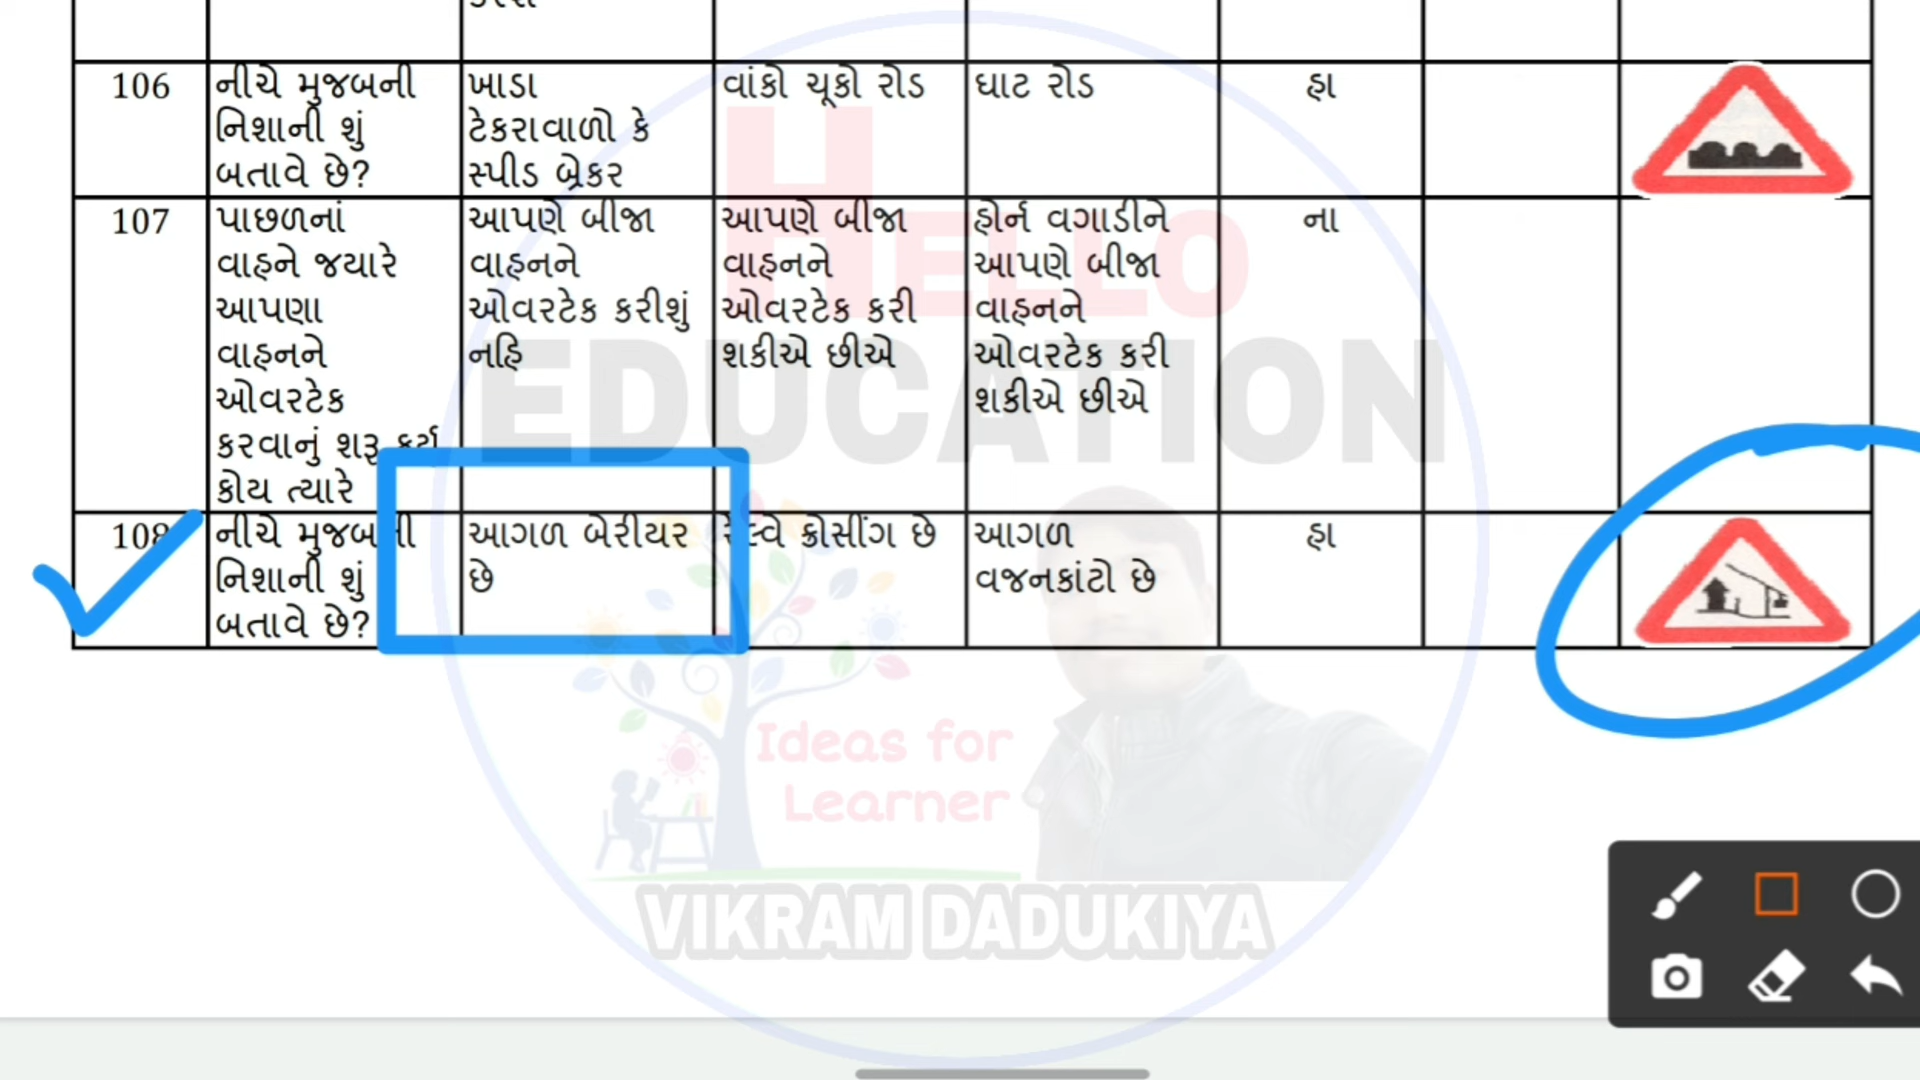 106
નીચે મુજબની
નિશાની શું
બતાવે છે?
ખાડા
ટેકરાવાળો કે
સ્પીડ બ્રેકર
વાંકો ચૂકો રોડ
ઘાટ રોડ
હા
107
પાછળનાં
વાહને જયારે
આપણા
વાહનને
ઓવરટેક
કરવાનું શરૂ
કોય ત્યારે
આપણે બીજા
વાહનને
ઓવરટેક કરીશું
નહિ
આપણે બીજા
વાહનને
ઓવરટેક કરી
શકીએ છીએ
હોર્ન વગાડીને
આપણે બીજા
વાહનને
ઓવરટેક કરી
શકીએ છીએ
ના
108
નીચે મુજબની
નિશાની શું
બતાવે છે?
આગળ બેરીયર
છે
રેલ્વે ક્રોસીંગ છે
આગળ
વજનકાંટો છે
હા
HELLO
EDUCATION
Ideas for
Learner
VIKRAM DADUKIYA